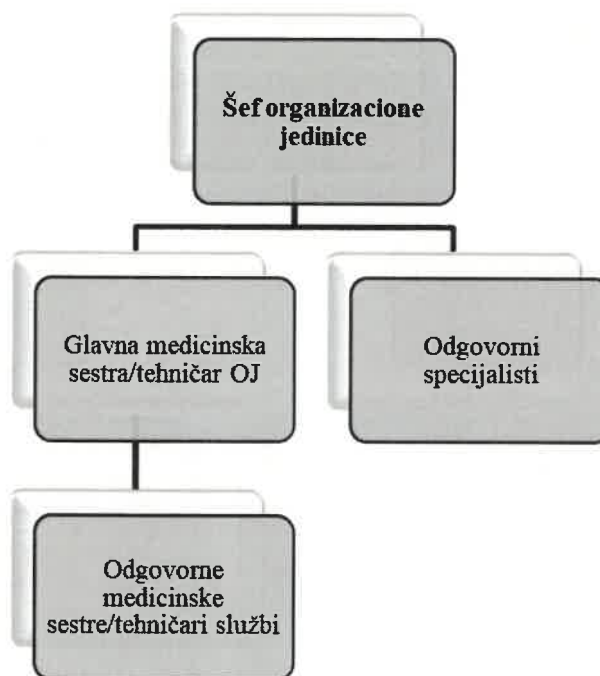 Šef organizacione
jedinice
Glavna medicinska
sestra/tehničar OJ
Odgovorni
specijalisti
Odgovorne
medicinske
sestre/tehničari službi